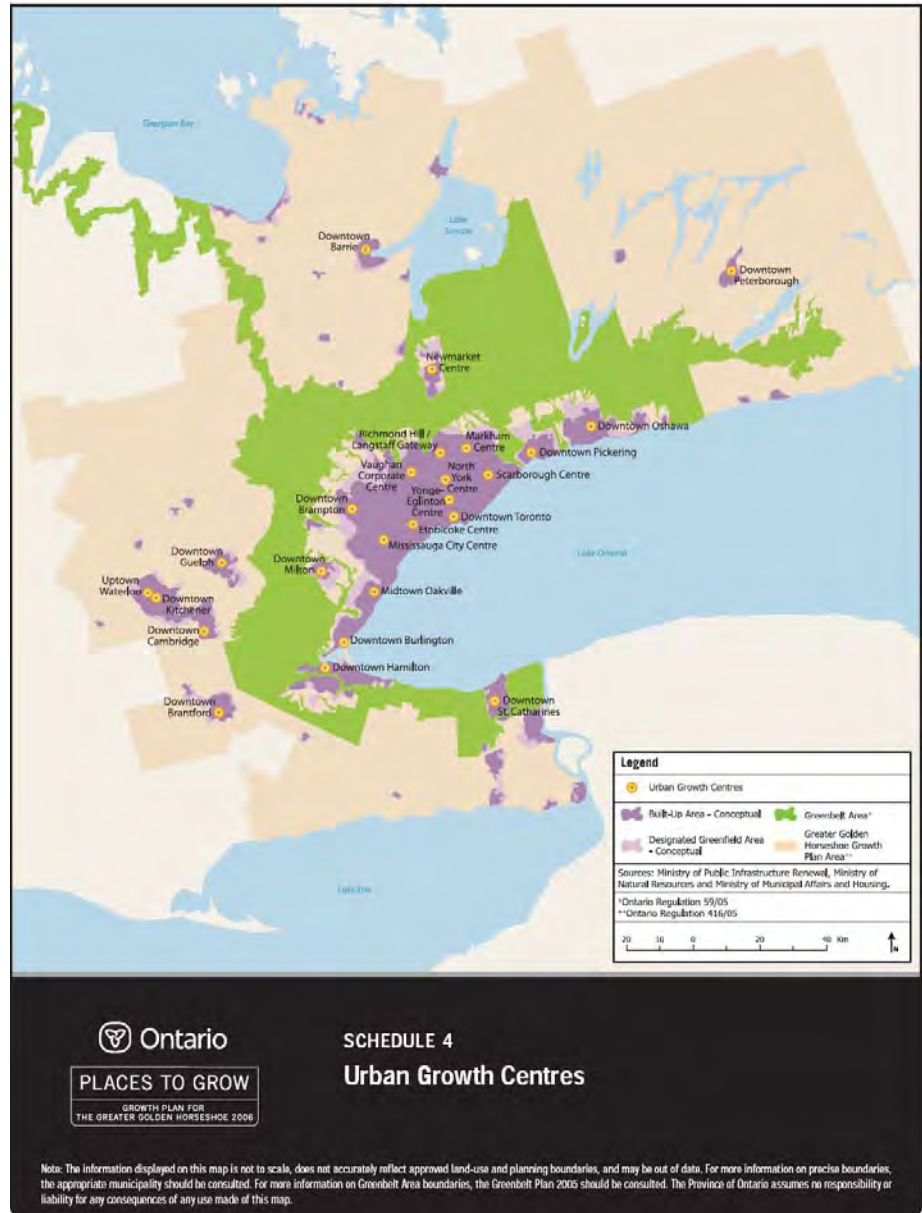 Georgian Bay
Lake
Simcoe
Downtown
Barrie
Downtown
Peterborough
Newmarket
Centre
Downtown Oshawa
Richmond Hill /
Langstaff Gateway
Markham
Centre
Downtown Pickering
Vaughan
Corporate
Centre
North
York
Centre
Scarborough Centre
Yonge-
Eglinton
Centre
Downtown
Brampton
Downtown Toronto
Etobicoke Centre
Mississauga City Centre
Lake Ontario
Downtown
Guelph
Downtown
Milton
Uptown
Waterloo
Downtown
Kitchener
Midtown Oakville
Downtown
Cambridge
Downtown Burlington
Downtown Hamilton
Downtown
Brantford
Downtown
St. Catharines
Lake Erie
Legend
Urban Growth Centres
Built-Up Area - Conceptual
Greenbelt Area*
Designated Greenfield Area
- Conceptual
Greater Golden
Horseshoe Growth
Plan Area**
Sources: Ministry of Public Infrastructure Renewal, Ministry of
Natural Resources and Ministry of Municipal Affairs and Housing.
*Ontario Regulation 59/05
**Ontario Regulation 416/05
20 10 0 20 40 Km
N
Ontario
PLACES TO GROW
GROWTH PLAN FOR
THE GREATER GOLDEN HORSESHOE 2006
SCHEDULE 4
Urban Growth Centres
Note: The information displayed on this map is not to scale, does not accurately reflect approved land-use and planning boundaries, and may be out of date. For more information on precise boundaries,
the appropriate municipality should be consulted. For more information on Greenbelt Area boundaries, the Greenbelt Plan 2005 should be consulted. The Province of Ontario assumes no responsibility or
liability for any consequences of any use made of this map.